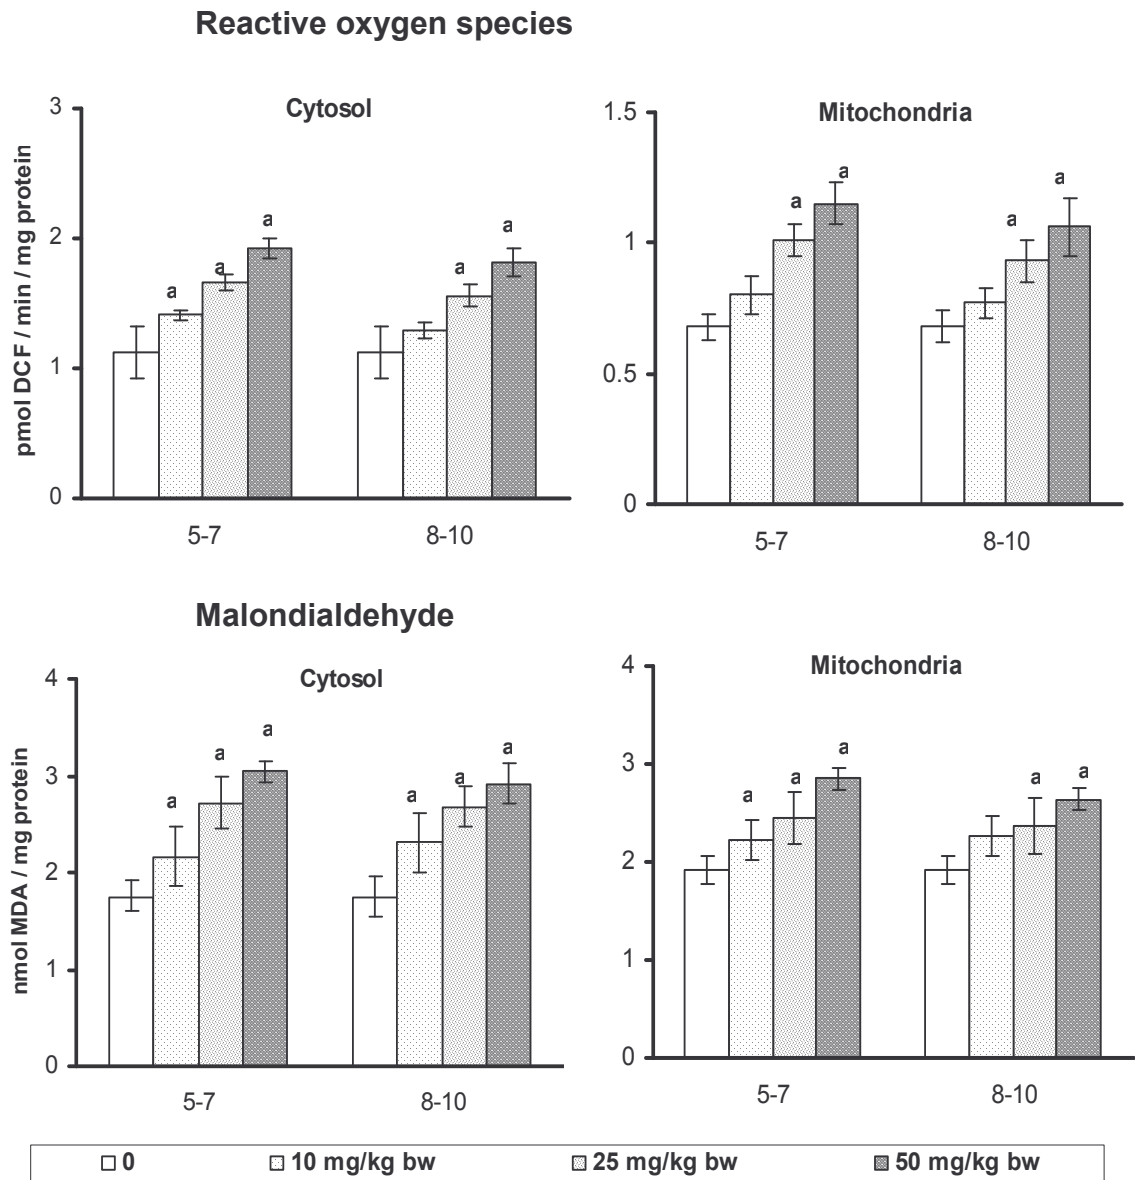 Reactive oxygen species
Cytosol
pmol DCF / min / mg protein
3
2
1
0
a
a
a
a
a
5-7
8-10
Mitochondria
1.5
1
0.5
0
a
a
a
a
5-7
8-10
Malondialdehyde
Cytosol
nmol MDA / mg protein
4
3
2
1
0
a
a
a
a
a
a
5-7
8-10
Mitochondria
4
3
2
1
0
a
a
a
a
a
5-7
8-10
0 10 mg/kg bw 25 mg/kg bw 50 mg/kg bw